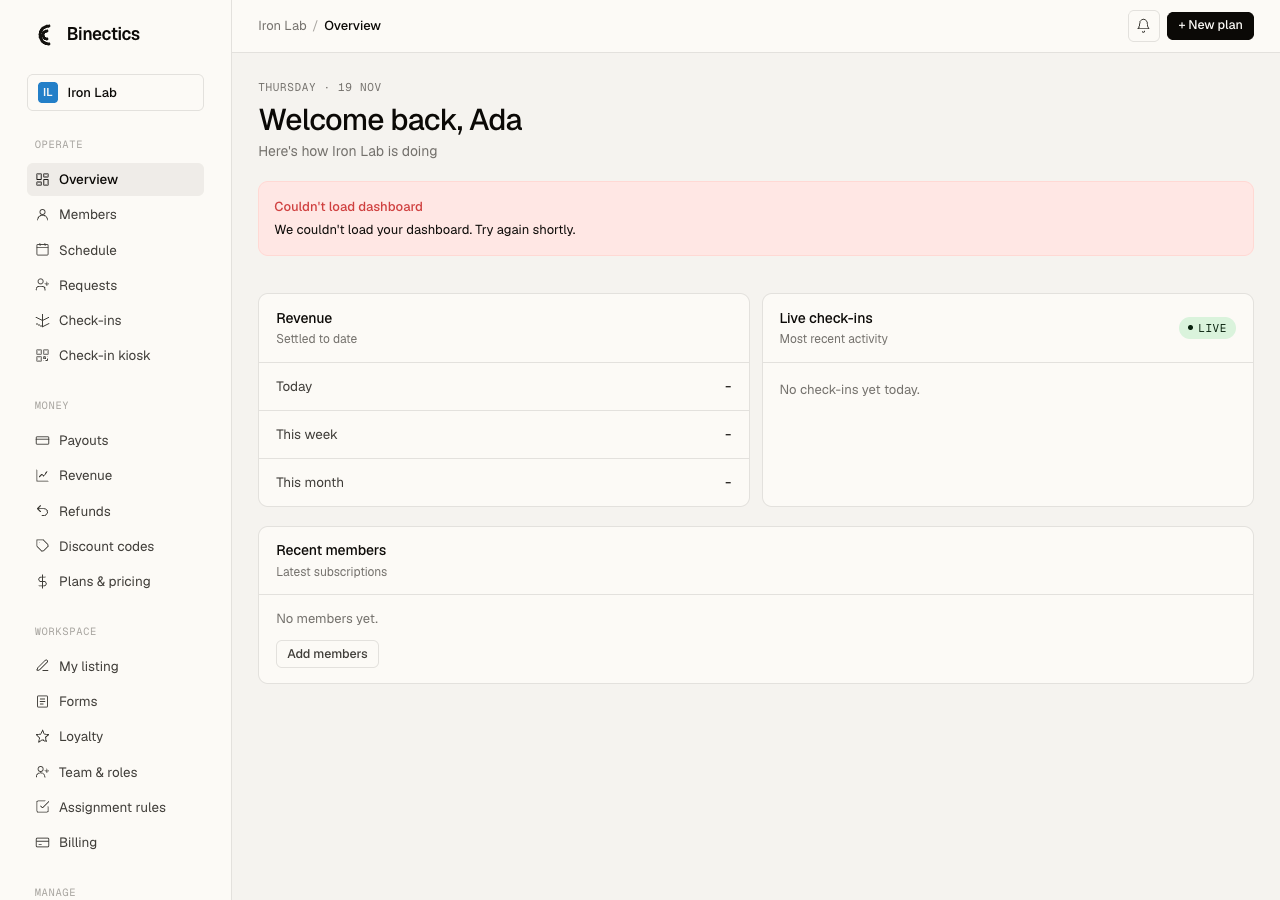 Binectics
IL Iron Lab
OPERATE
Overview
Members
Schedule
Requests
Check-ins
Check-in kiosk
MONEY
Payouts
Revenue
Refunds
Discount codes
Plans & pricing
WORKSPACE
My listing
Forms
Loyalty
Team & roles
Assignment rules
Billing
MANAGE
Iron Lab / Overview
+ New plan
THURSDAY · 19 NOV
Welcome back, Ada
Here's how Iron Lab is doing
Couldn't load dashboard
We couldn't load your dashboard. Try again shortly.
Revenue
Settled to date
Today –
This week –
This month –
Live check-ins
Most recent activity
LIVE
No check-ins yet today.
Recent members
Latest subscriptions
No members yet.
Add members